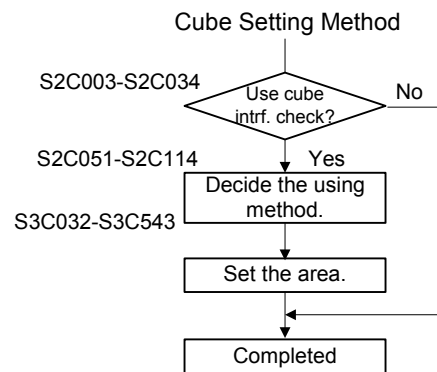 Cube Setting Method
S2C003-S2C034
Use cube
intrf. check?
No
S2C051-S2C114
Yes
Decide the using
method.
S3C032-S3C543
Set the area.
Completed